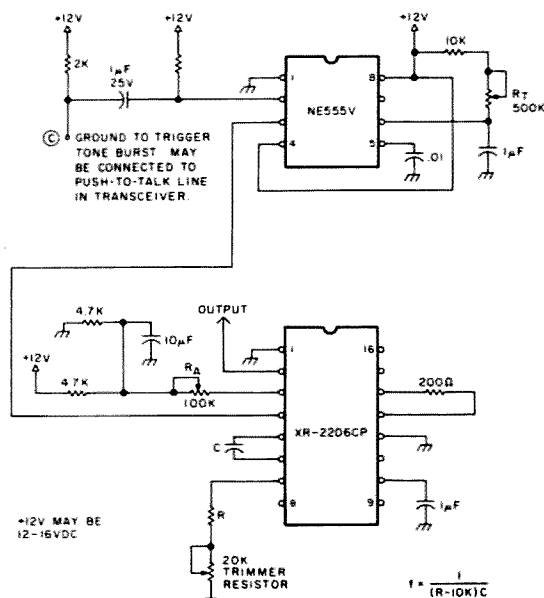 +12V
+12V
+12V
2K
1µF
25V
10K
RT
500K
1
8
NE555V
4
5
.01
1µF
Ⓒ GROUND TO TRIGGER
TONE BURST MAY
BE CONNECTED TO
PUSH-TO-TALK LINE
IN TRANSCEIVER.
4.7K
10µF
OUTPUT
+12V
4.7K
RA
100K
1
16
200Ω
XR-2206CP
C
R
8
9
1µF
+12V MAY BE
12-16VDC
20K
TRIMMER
RESISTOR
f = 1/(R-10K)C